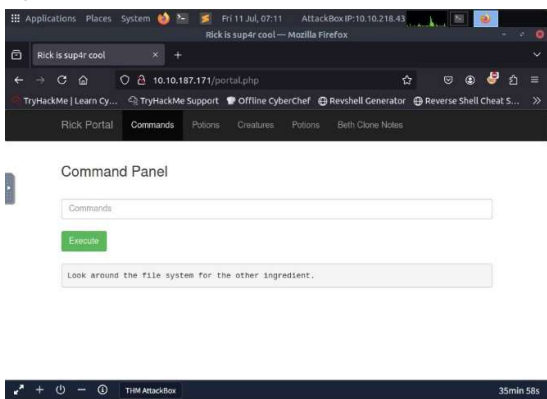 Applications Places System Fri 11 Jul, 07:11 AttackBox IP:10.10.218.43
Rick is sup4r cool — Mozilla Firefox
Rick is sup4r cool
10.10.187.171/portal.php
TryHackMe | Learn Cy... TryHackMe Support Offline CyberChef Revshell Generator Reverse Shell Cheat S...
Rick Portal Commands Potions Creatures Potions Beth Clone Notes
Command Panel
Commands
Execute
Look around the file system for the other ingredient.
THM AttackBox 35min 58s